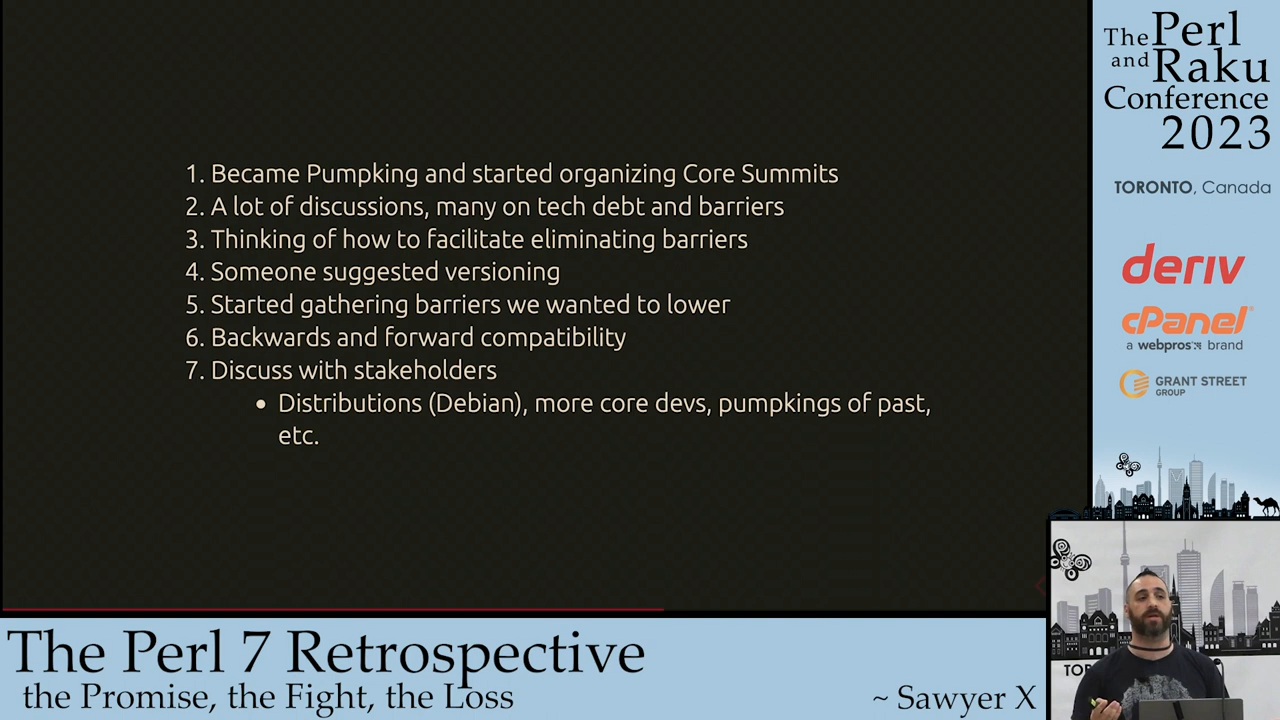 1. Became Pumpking and started organizing Core Summits
2. A lot of discussions, many on tech debt and barriers
3. Thinking of how to facilitate eliminating barriers
4. Someone suggested versioning
5. Started gathering barriers we wanted to lower
6. Backwards and forward compatibility
7. Discuss with stakeholders
• Distributions (Debian), more core devs, pumpkings of past,
etc.
The Perl
and Raku
Conference
2023
TORONTO, Canada
deriv
cPanel®
a webpros brand
GRANT STREET
GROUP
The Perl 7 Retrospective
the Promise, the Fight, the Loss
~ Sawyer X